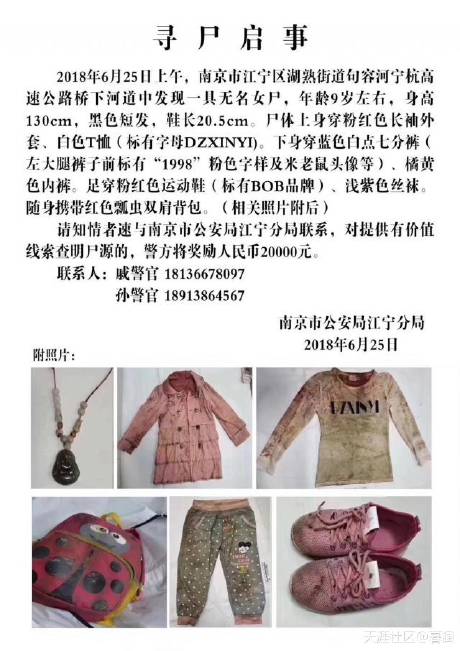 寻尸启事
2018年6月25日上午，南京市江宁区湖熟街道句容河宁杭高
速公路桥下河道中发现一具无名女尸，年龄9岁左右，身高
130cm，黑色短发，鞋长20.5cm。尸体上身穿粉红色长袖外
套、白色T恤（标有字母DZXINYI)。下身穿蓝色白点七分裤（
左大腿裤子前标有“1998”粉色字样及米老鼠头像等）、橘黄
色内裤。足穿粉红色运动鞋（标有BOB品牌）、浅紫色丝袜。
随身携带红色瓢虫双肩背包。（相关照片附后）
请知情者速与南京市公安局江宁分局联系，对提供有价值
线索查明尸源的，警方将奖励人民币20000元。
联系人：戚警官 18136678097
孙警官 18913864567
南京市公安局江宁分局
2018年6月25日
附照片：
DZXINYI
天涯社区@